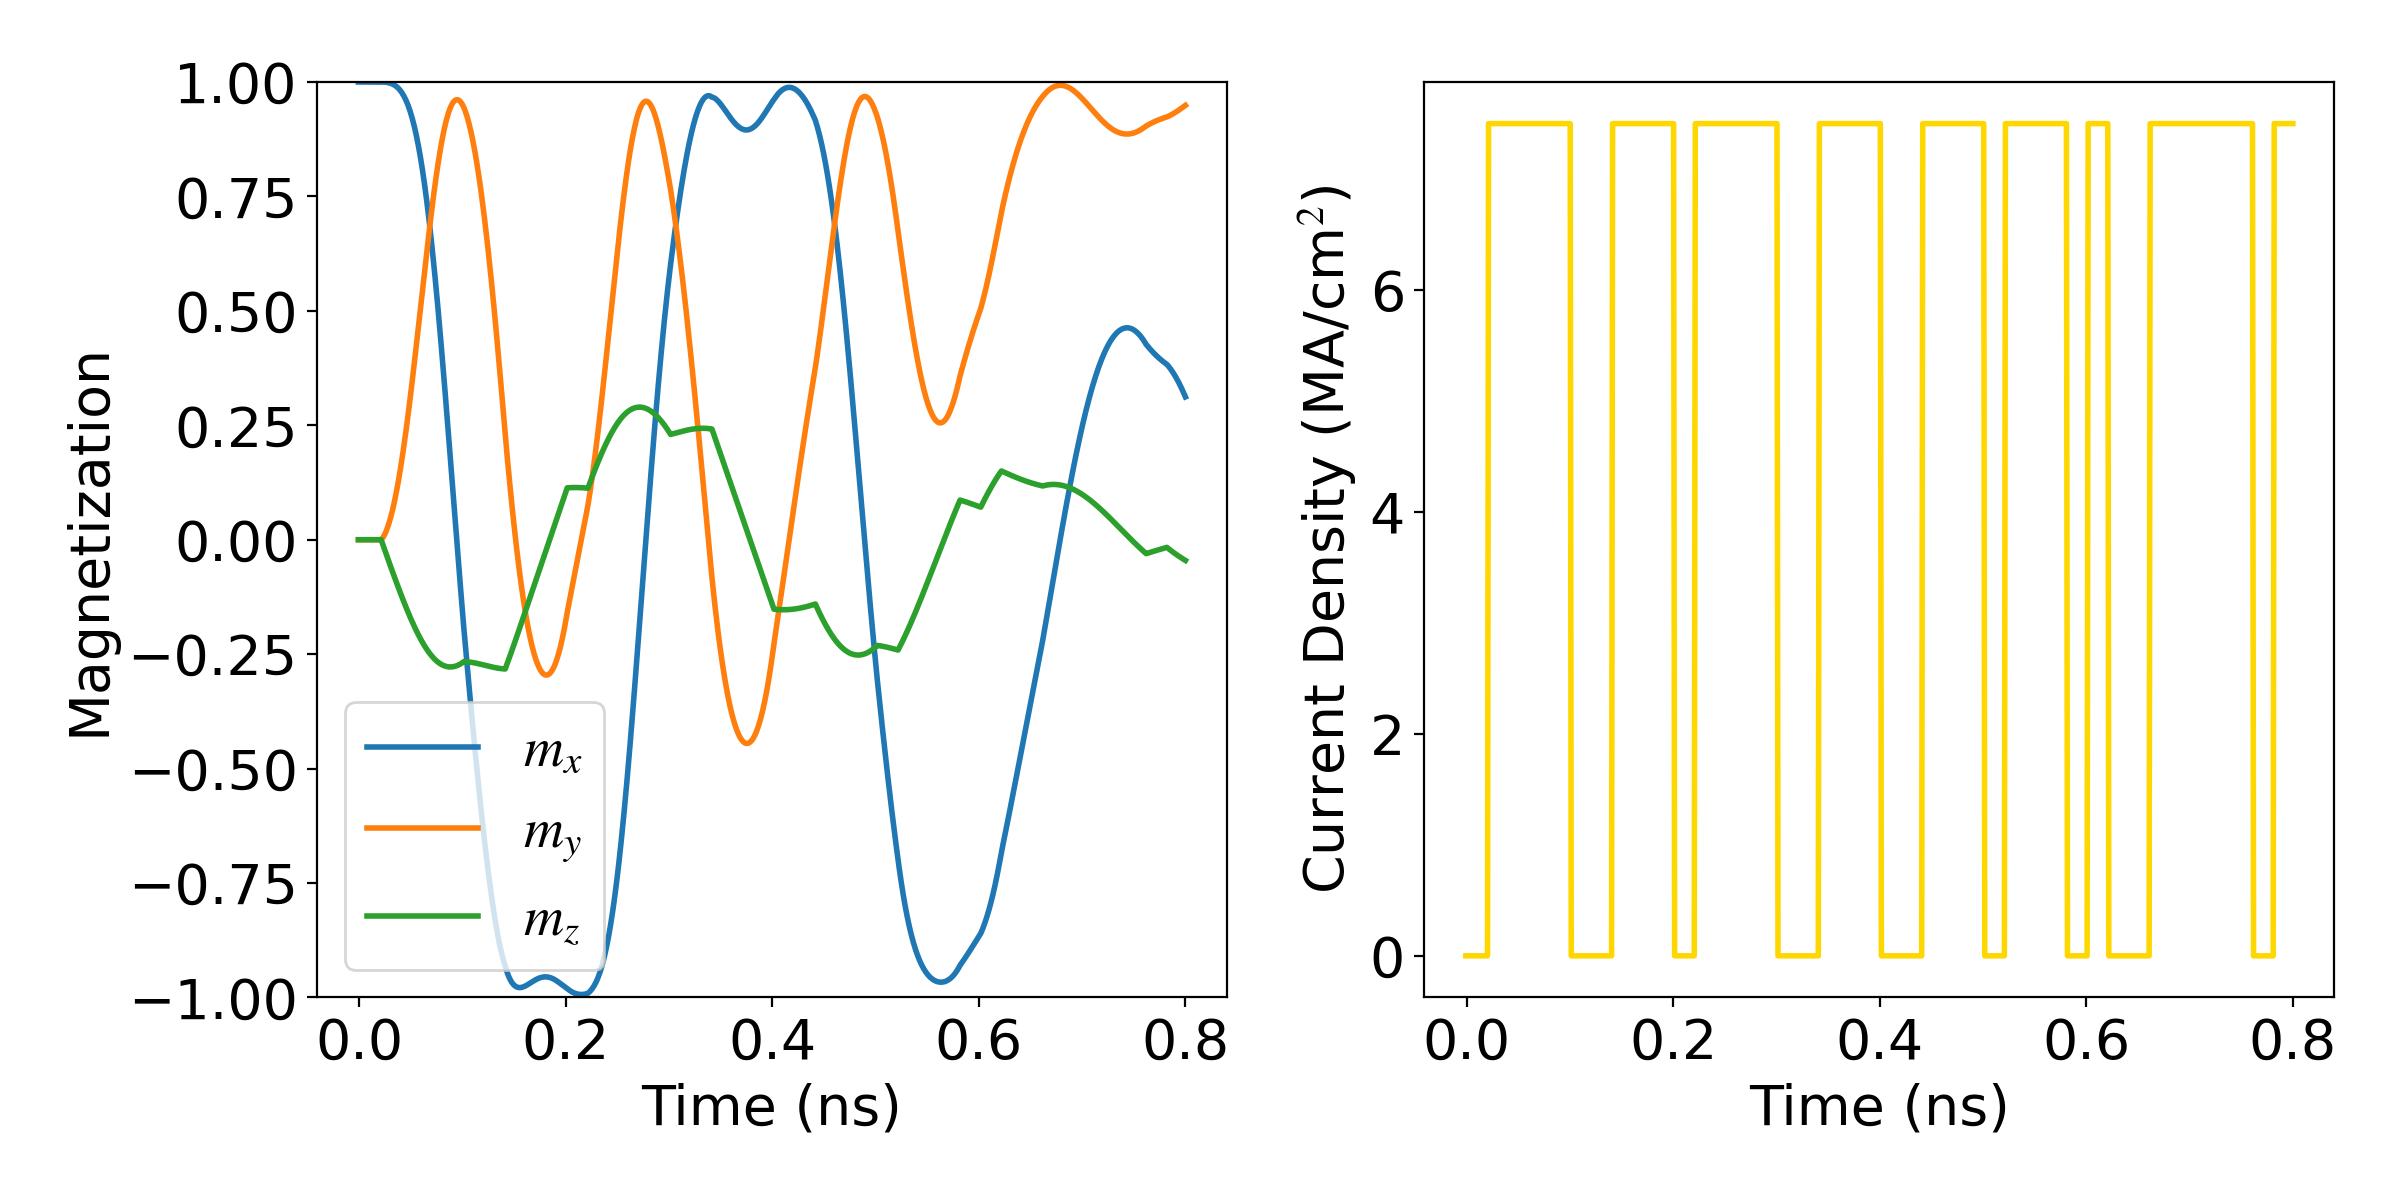 1.00
0.75
0.50
0.25
0.00
−0.25
−0.50
−0.75
−1.00
Magnetization
m_x
m_y
m_z
0.0 0.2 0.4 0.6 0.8
Time (ns)
6
4
2
0
Current Density (MA/cm²)
0.0 0.2 0.4 0.6 0.8
Time (ns)